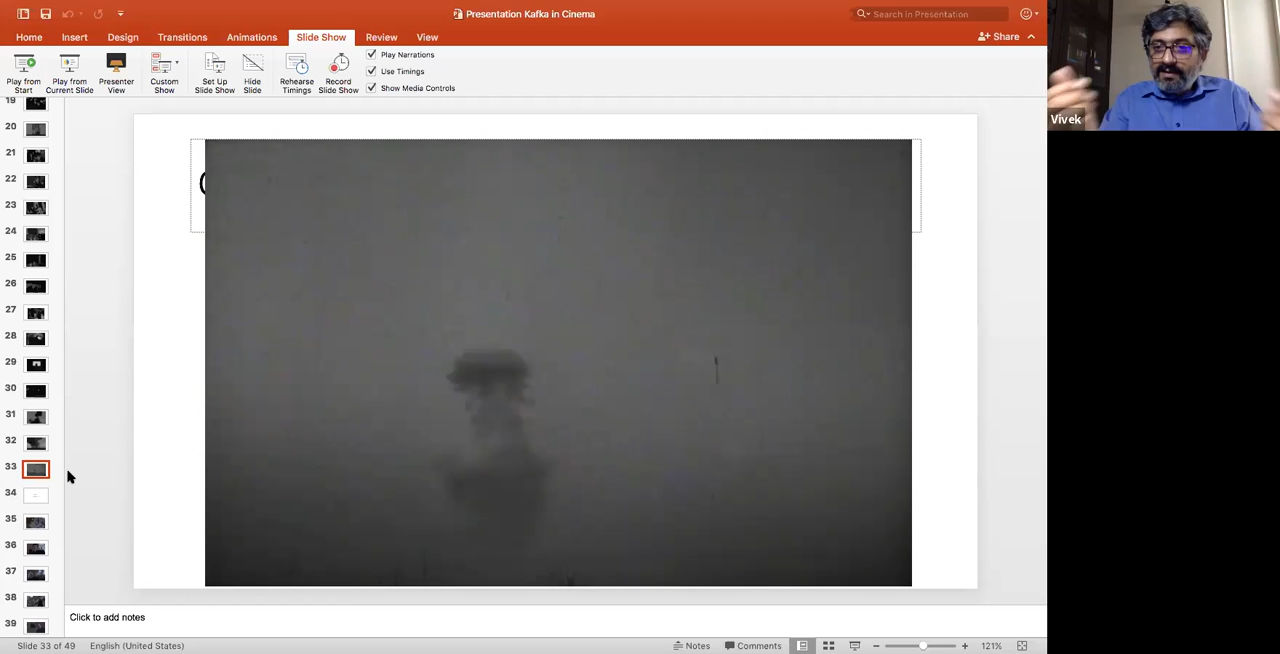 Presentation Kafka in Cinema
Search in Presentation
Home Insert Design Transitions Animations Slide Show Review View
Share
Play from Start
Play from Current Slide
Presenter View
Custom Show
Set Up Slide Show
Hide Slide
Rehearse Timings
Record Slide Show
Play Narrations
Use Timings
Show Media Controls
Vivek
19
20
21
22
23
24
25
26
27
28
29
30
31
32
33
34
35
36
37
38
39
Click to add notes
Slide 33 of 49 English (United States) Notes Comments 121%